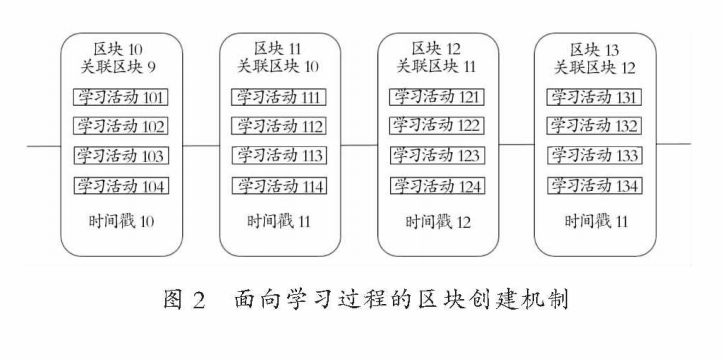 区块 10
关联区块 9
学习活动 101
学习活动 102
学习活动 103
学习活动 104
时间戳 10
区块 11
关联区块 10
学习活动 111
学习活动 112
学习活动 113
学习活动 114
时间戳 11
区块 12
关联区块 11
学习活动 121
学习活动 122
学习活动 123
学习活动 124
时间戳 12
区块 13
关联区块 12
学习活动 131
学习活动 132
学习活动 133
学习活动 134
时间戳 11
图 2 面向学习过程的区块创建机制